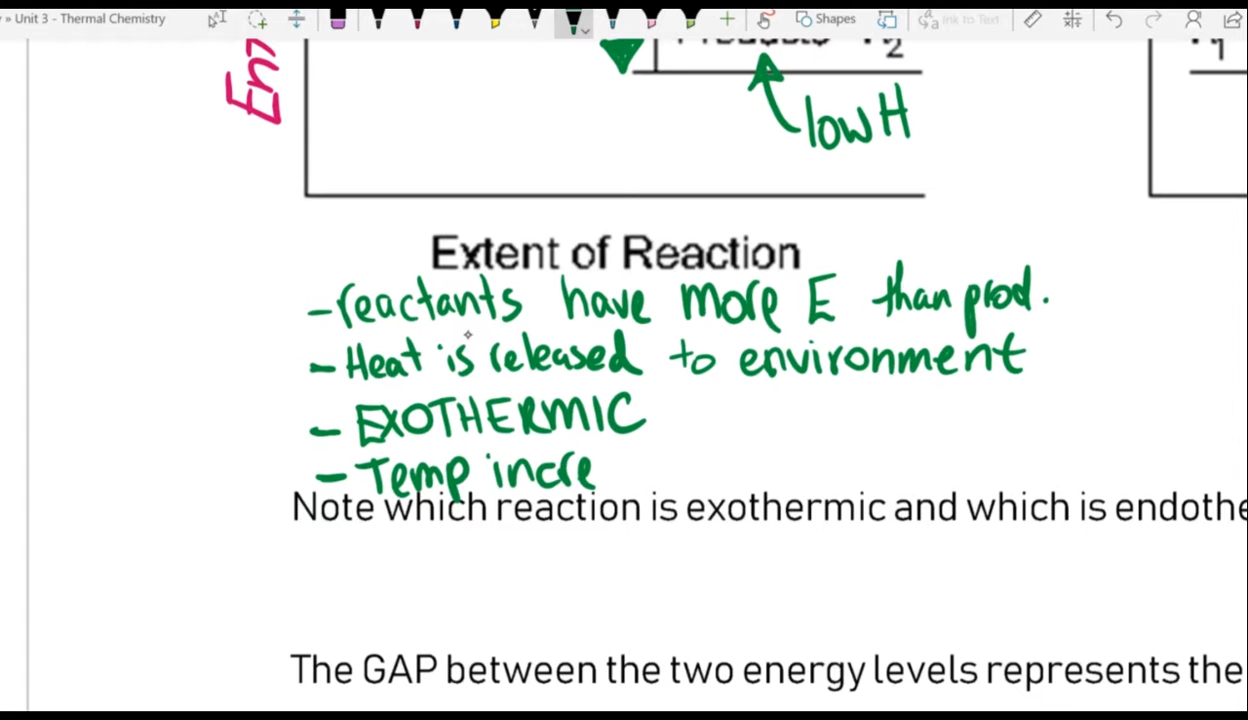 » Unit 3 - Thermal Chemistry
Shapes
Ink to Text
low H
Extent of Reaction
- reactants have more E than prod.
- Heat is released to environment
- EXOTHERMIC
- Temp incre
Note which reaction is exothermic and which is endothe
The GAP between the two energy levels represents the